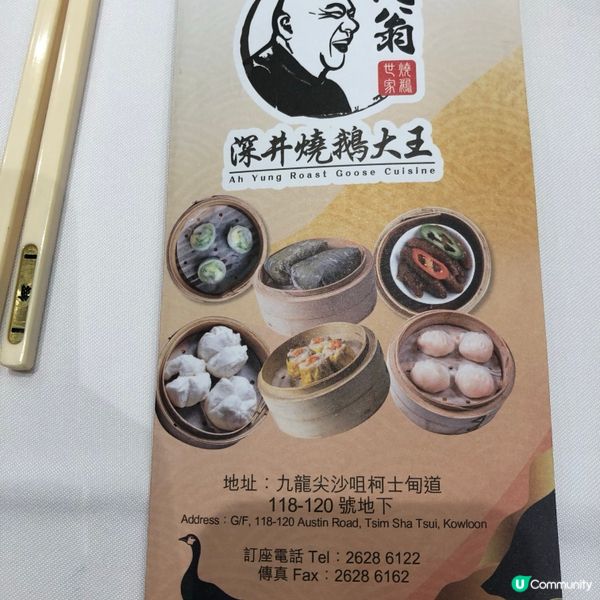 翁
燒鵝
世家
深井燒鵝大王
Ah Yung Roast Goose Cuisine
地址：九龍尖沙咀柯士甸道
118-120 號地下
Address：G/F, 118-120 Austin Road, Tsim Sha Tsui, Kowloon
訂座電話 Tel：2628 6122
傳真 Fax：2628 6162
U Community